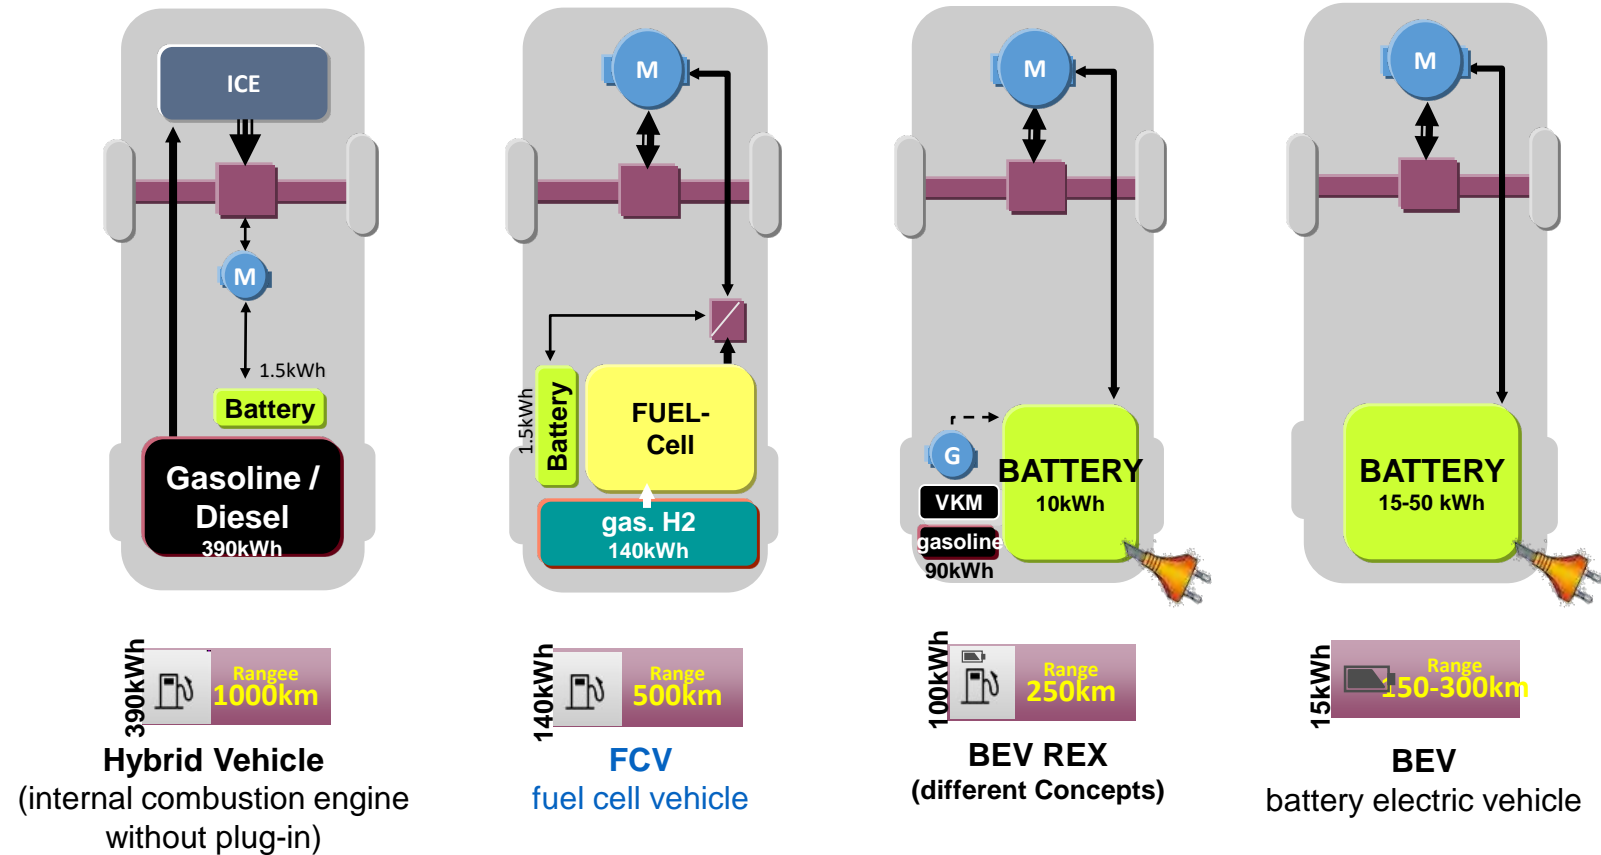 ICE
M
1.5kWh
Battery
Gasoline /
Diesel
390kWh
390kWh
Rangee
1000km
Hybrid Vehicle
(internal combustion engine
without plug-in)
M
1.5kWh
Battery
FUEL-
Cell
gas. H2
140kWh
140kWh
Range
500km
FCV
fuel cell vehicle
M
G
VKM
gasoline
90kWh
BATTERY
10kWh
100kWh
Range
250km
BEV REX
(different Concepts)
M
BATTERY
15-50 kWh
15kWh
Range
150-300km
BEV
battery electric vehicle